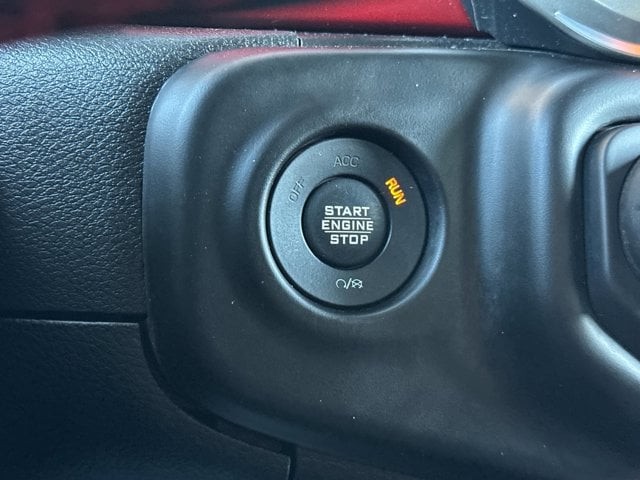 ACC
OFF
RUN
START
ENGINE
STOP